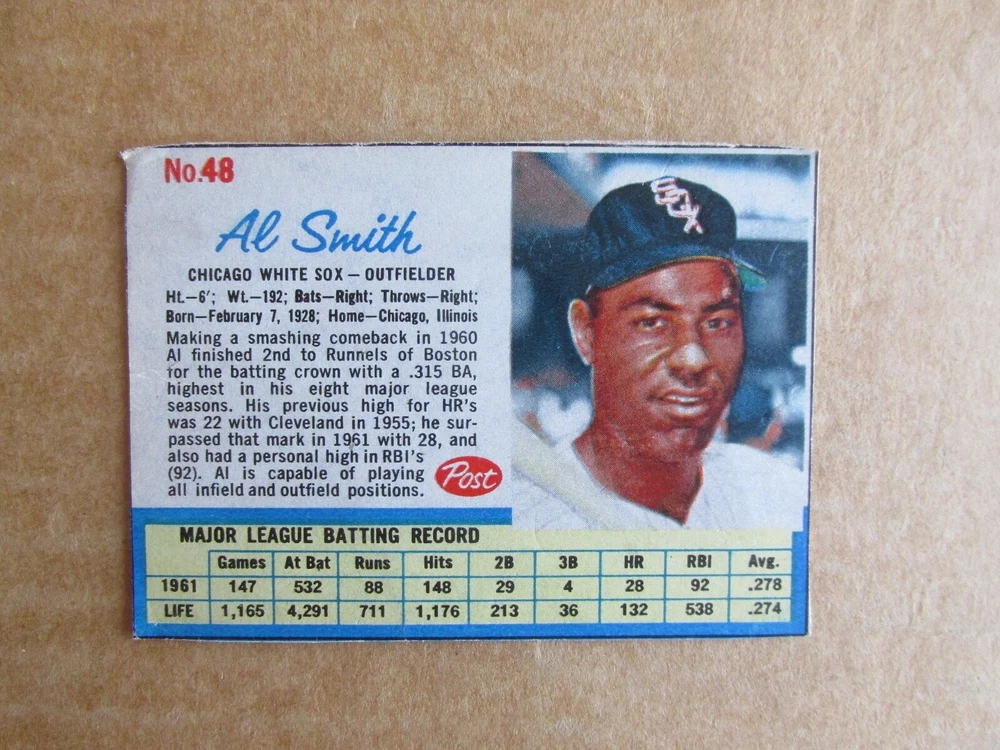 No.48
Al Smith
CHICAGO WHITE SOX – OUTFIELDER
Ht.–6'; Wt.–192; Bats–Right; Throws–Right;
Born–February 7, 1928; Home–Chicago, Illinois
Making a smashing comeback in 1960
Al finished 2nd to Runnels of Boston
for the batting crown with a .315 BA,
highest in his eight major league
seasons. His previous high for HR's
was 22 with Cleveland in 1955; he sur-
passed that mark in 1961 with 28, and
also had a personal high in RBI's
(92). Al is capable of playing
all infield and outfield positions.
Post
SOX
MAJOR LEAGUE BATTING RECORD
Games At Bat Runs Hits 2B 3B HR RBI Avg.
1961 147 532 88 148 29 4 28 92 .278
LIFE 1,165 4,291 711 1,176 213 36 132 538 .274